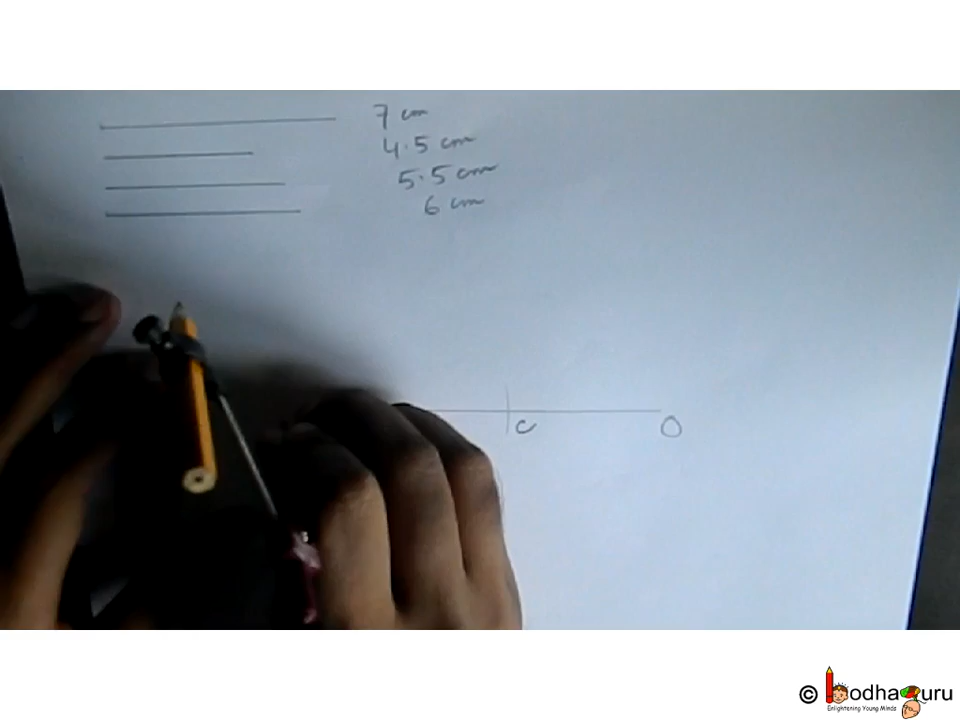 7 cm
4.5 cm
5.5 cm
6 cm
C
O
© BodhaGuru
Enlightening Young Minds